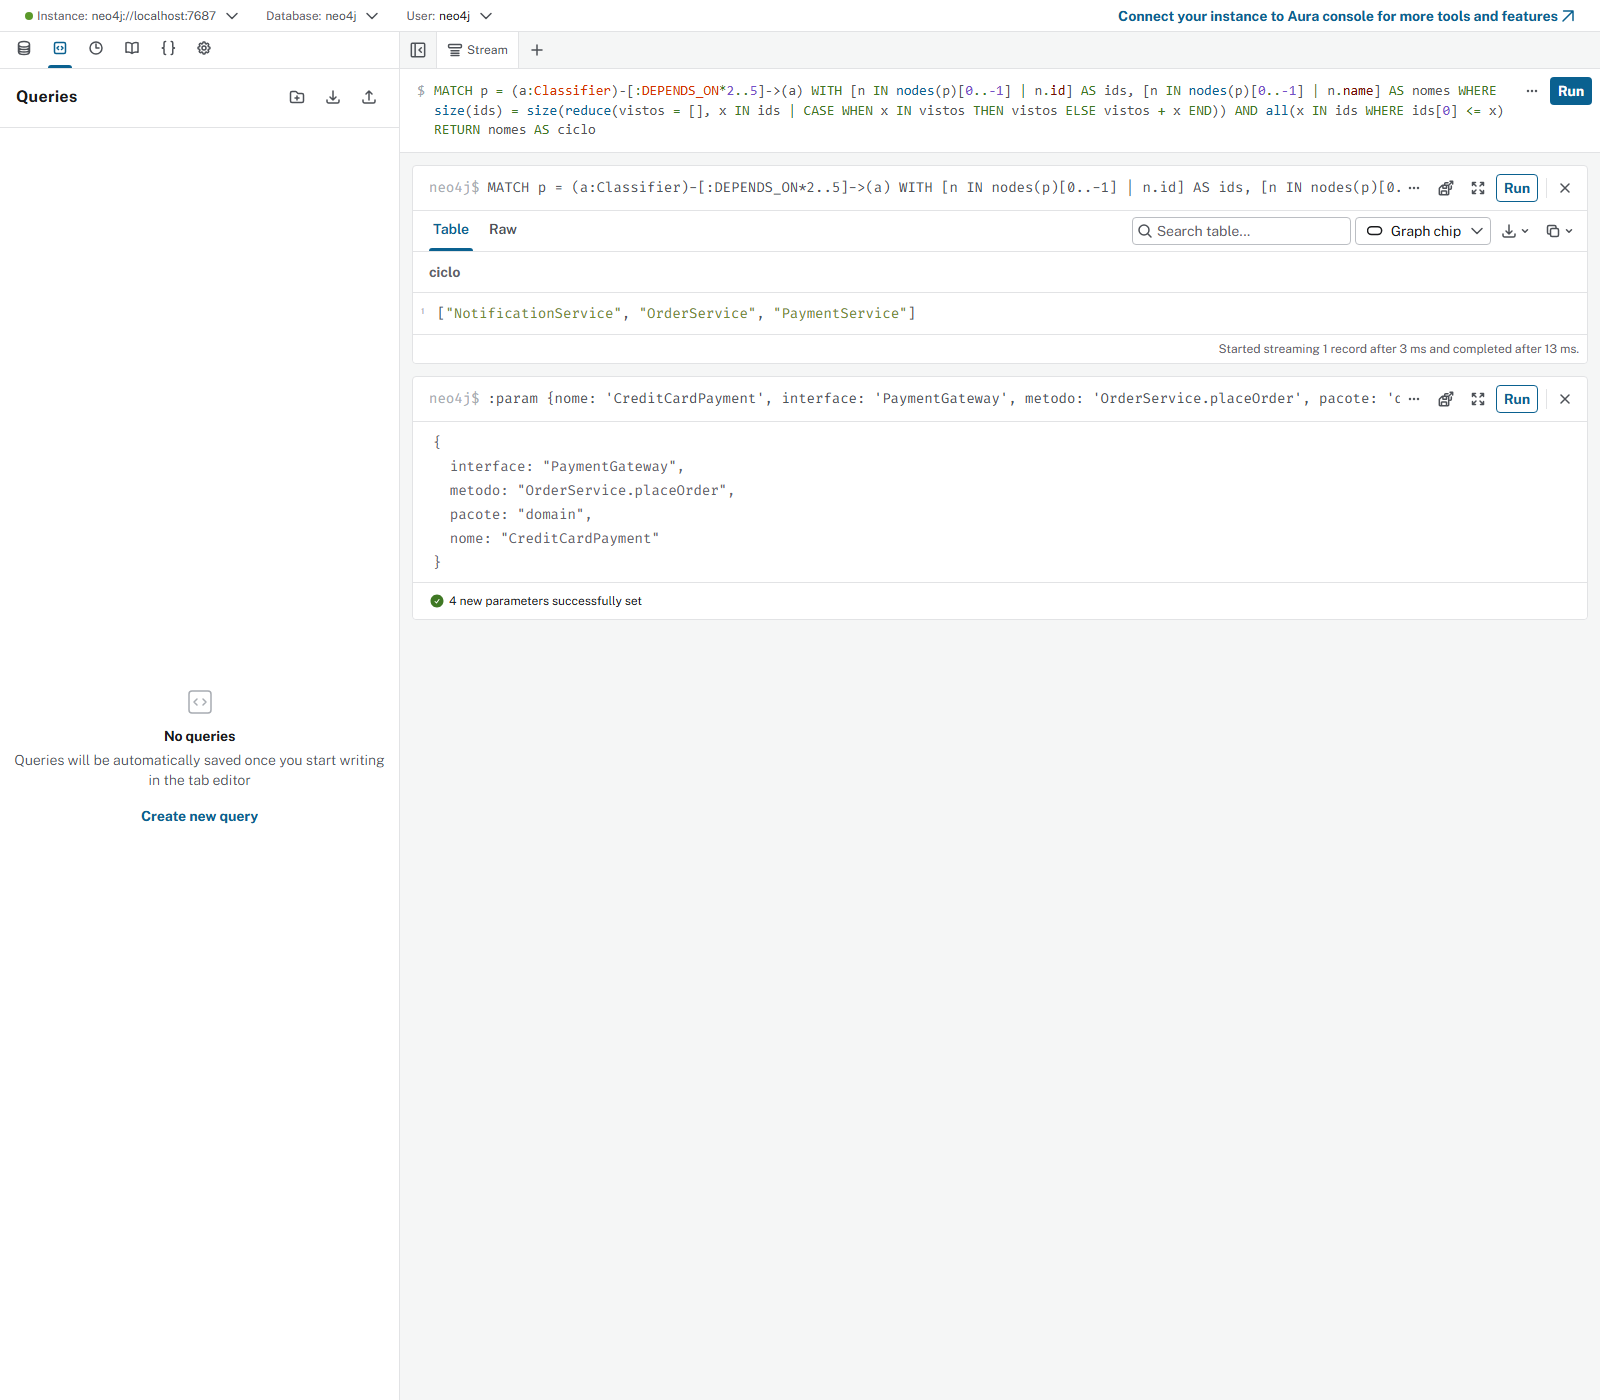 Instance: neo4j://localhost:7687
Database: neo4j
User: neo4j
Connect your instance to Aura console for more tools and features
Stream
Queries
$ MATCH p = (a:Classifier)-[:DEPENDS_ON*2..5]->(a) WITH [n IN nodes(p)[0..-1] | n.id] AS ids, [n IN nodes(p)[0..-1] | n.name] AS nomes WHERE
size(ids) = size(reduce(vistos = [], x IN ids | CASE WHEN x IN vistos THEN vistos ELSE vistos + x END)) AND all(x IN ids WHERE ids[0] <= x)
RETURN nomes AS ciclo
Run
neo4j$ MATCH p = (a:Classifier)-[:DEPENDS_ON*2..5]->(a) WITH [n IN nodes(p)[0..-1] | n.id] AS ids, [n IN nodes(p)[0.
Run
Table
Raw
Search table...
Graph chip
ciclo
1 ["NotificationService", "OrderService", "PaymentService"]
Started streaming 1 record after 3 ms and completed after 13 ms.
neo4j$ :param {nome: 'CreditCardPayment', interface: 'PaymentGateway', metodo: 'OrderService.placeOrder', pacote: 'd
Run
{
interface: "PaymentGateway",
metodo: "OrderService.placeOrder",
pacote: "domain",
nome: "CreditCardPayment"
}
4 new parameters successfully set
No queries
Queries will be automatically saved once you start writing
in the tab editor
Create new query